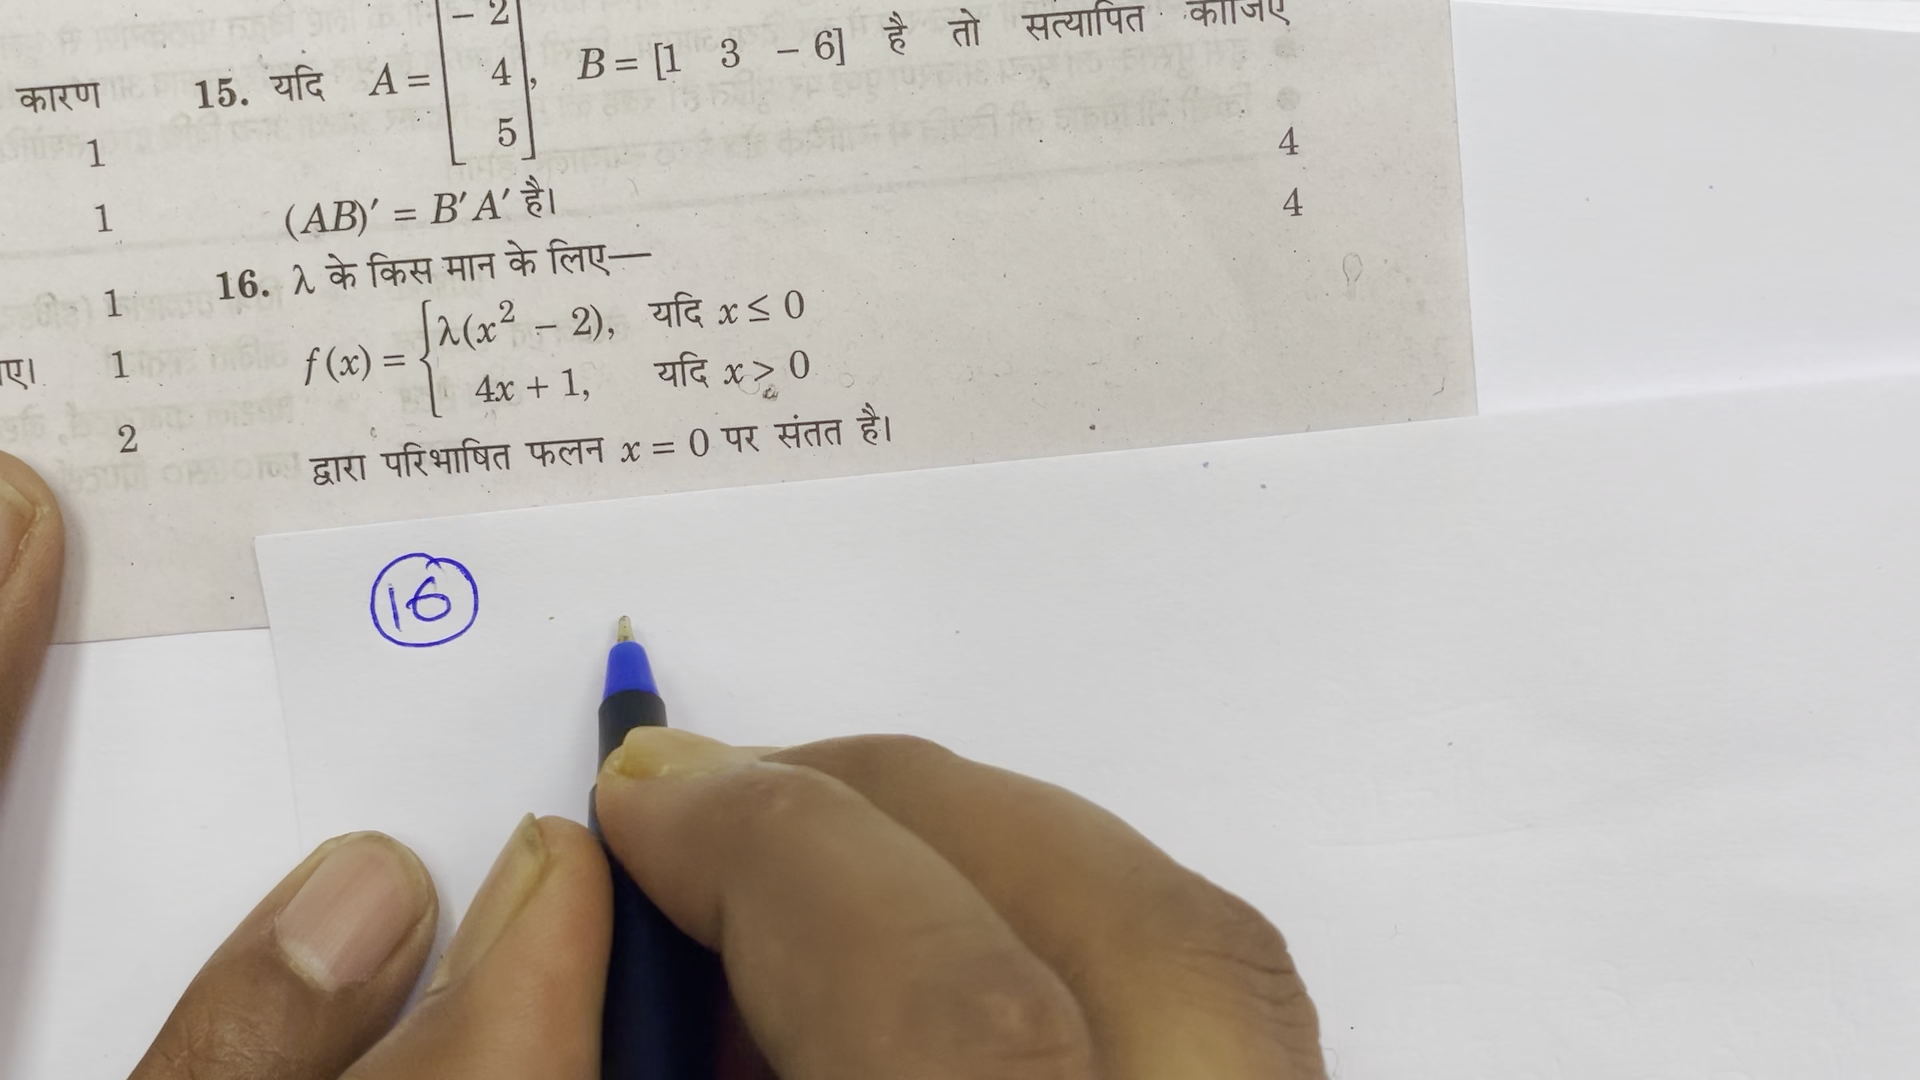 कारण
1
1
1
ए। 1
2
15. यदि A = [ - 2 4 5 ], B = [1 3 - 6] है तो सत्यापित कीजिए
4
(AB)′ = B′A′ है। 4
16. λ के किस मान के लिए—
f(x) = { λ(x² - 2), यदि x ≤ 0
4x + 1, यदि x > 0
द्वारा परिभाषित फलन x = 0 पर संतत है।
16